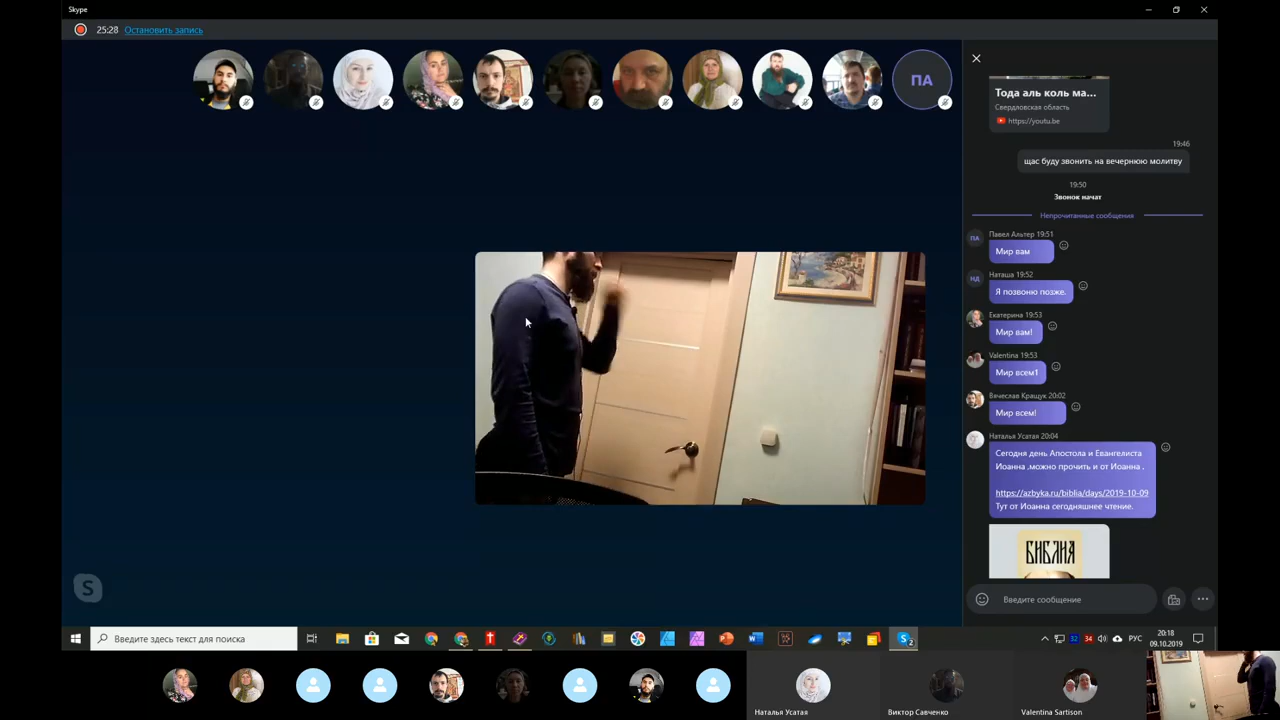 Skype
25:28 Остановить запись
ПА
Тода аль коль ма...
Свердловская область
https://youtu.be
19:46
щас буду звонить на вечернюю молитву
19:50
Звонок начат
Непрочитанные сообщения
Павел Альтер 19:51
ПА
Мир вам
Наташа 19:52
НД
Я позвоню позже.
Екатерина 19:53
Мир вам!
Valentina 19:53
Мир всем1
Вячеслав Кращук 20:02
Мир всем!
Наталья Усатая 20:04
Сегодня день Апостола и Евангелиста
Иоанна ,можно прочить и от Иоанна .
https://azbyka.ru/biblia/days/2019-10-09
Тут от Иоанна сегодняшнее чтение.
БИБЛИЯ
Введите сообщение
S
Введите здесь текст для поиска
32
34
РУС
20:18
09.10.2019
Наталья Усатая
Виктор Савченко
Valentina Sartison